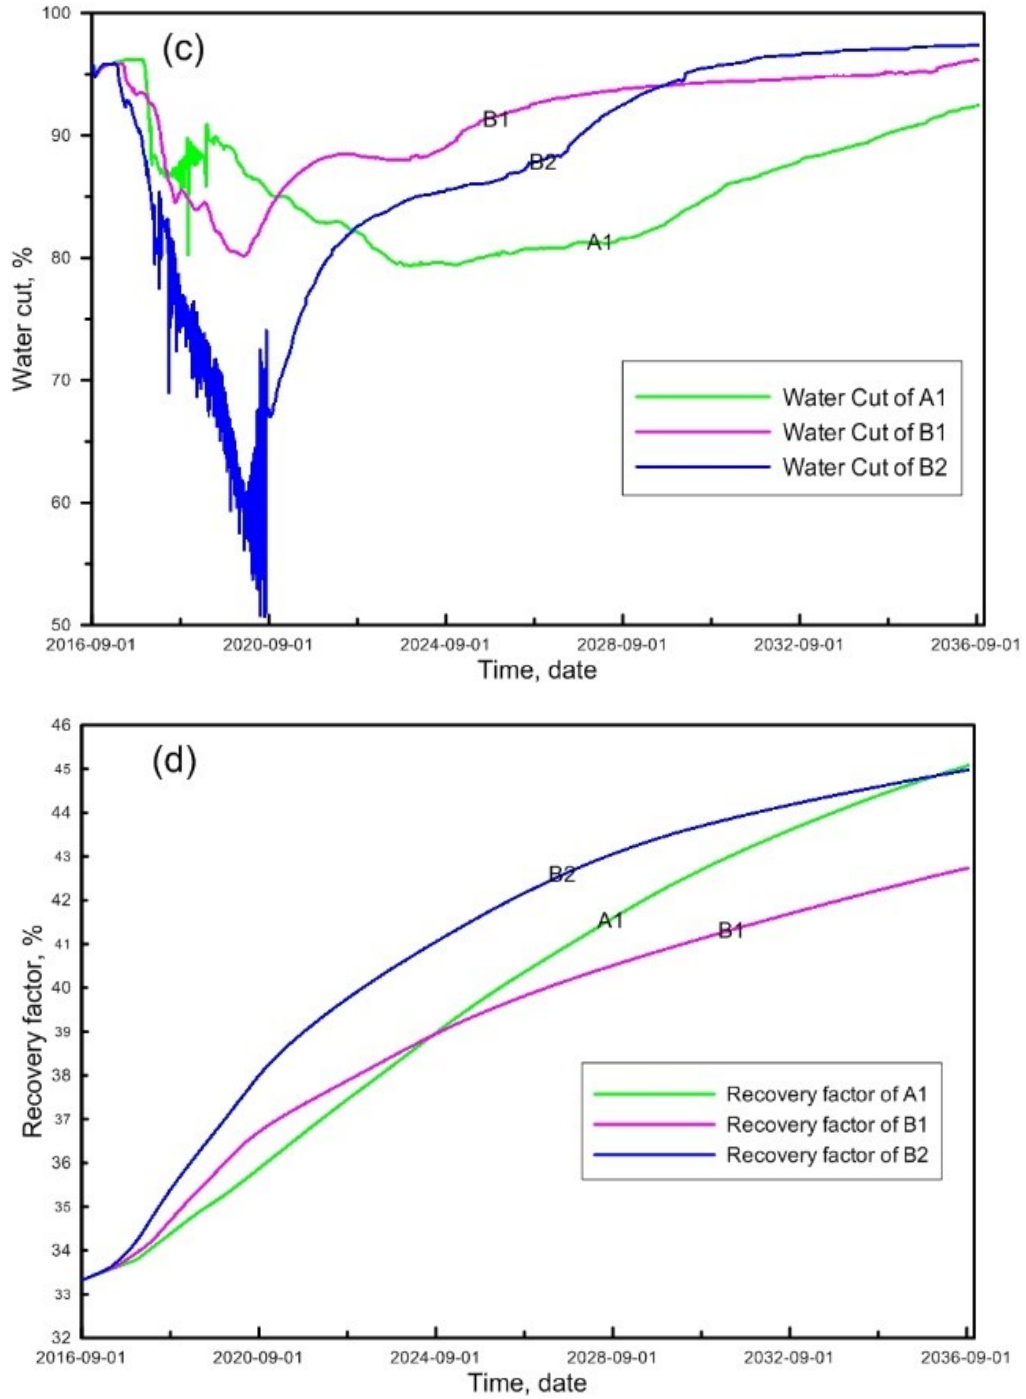 100
(c)
90
B1
B2
A1
80
Water cut, %
70
Water Cut of A1
Water Cut of B1
Water Cut of B2
60
50
2016-09-01 2020-09-01 2024-09-01 2028-09-01 2032-09-01 2036-09-01
Time, date
46
(d)
45
44
43
B2
42
A1
B1
41
40
Recovery factor, %
39
38
Recovery factor of A1
Recovery factor of B1
Recovery factor of B2
37
36
35
34
33
32
2016-09-01 2020-09-01 2024-09-01 2028-09-01 2032-09-01 2036-09-01
Time, date